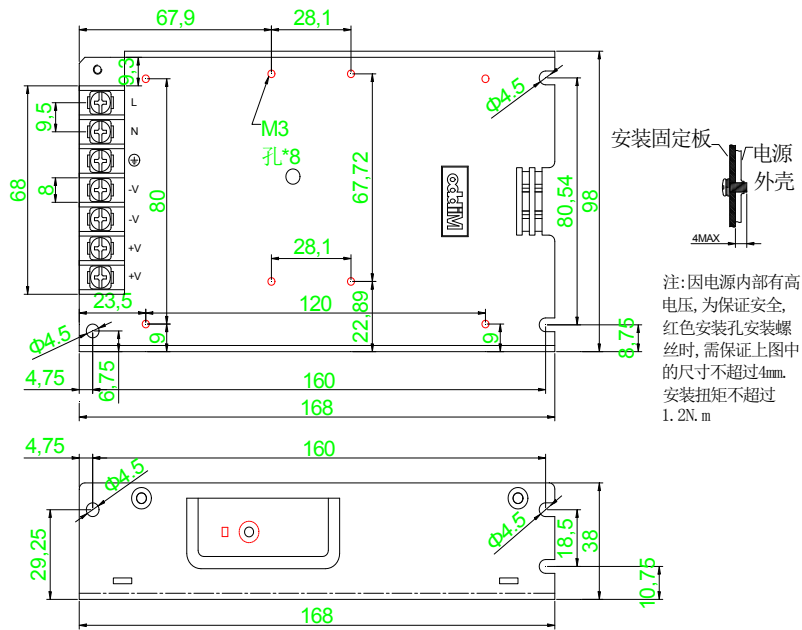 67,9
28,1
9,3
Φ4.5
L
N
-V
-V
+V
+V
9,5
8
68
M3
孔*8
80
67,72
80,54
98
28,1
23,5
120
22,89
9
9
8,75
Φ4.5
4,75
6,75
160
168
安装固定板
电源
外壳
4MAX
注:因电源内部有高
电压,为保证安全,
红色安装孔安装螺
丝时,需保证上图中
的尺寸不超过4mm.
安装扭矩不超过
1.2N.m
4,75
160
Φ4.5
Φ4.5
29,25
18,5
38
10,75
168